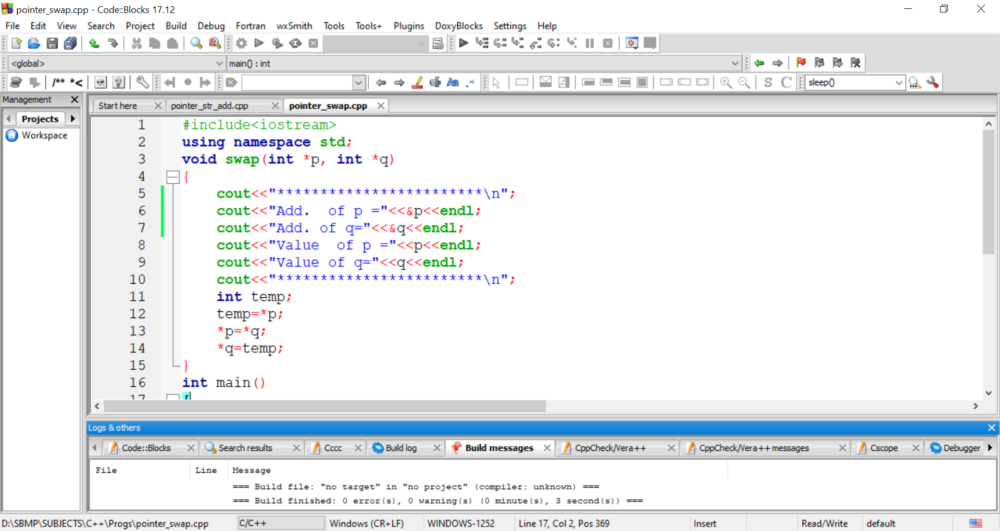 pointer_swap.cpp - Code::Blocks 17.12
File Edit View Search Project Build Debug Fortran wxSmith Tools Tools+ Plugins DoxyBlocks Settings Help
<global> main() : int
/** *< Aa .* S C sleep()
Management
Start here pointer_str_add.cpp pointer_swap.cpp
Projects
Workspace
1 #include<iostream>
2 using namespace std;
3 void swap(int *p, int *q)
4 {
5 cout<<"************************\n";
6 cout<<"Add.  of p ="<<&p<<endl;
7 cout<<"Add. of q="<<&q<<endl;
8 cout<<"Value  of p ="<<p<<endl;
9 cout<<"Value of q="<<q<<endl;
10 cout<<"************************\n";
11 int temp;
12 temp=*p;
13 *p=*q;
14 *q=temp;
15 }
16 int main()
17 {
Logs & others
Code::Blocks Search results Cccc Build log Build messages CppCheck/Vera++ CppCheck/Vera++ messages Cscope Debugger
File Line Message
=== Build file: "no target" in "no project" (compiler: unknown) ===
=== Build finished: 0 error(s), 0 warning(s) (0 minute(s), 3 second(s)) ===
D:\SBMP\SUBJECTS\C++\Progs\pointer_swap.cpp C/C++ Windows (CR+LF) WINDOWS-1252 Line 17, Col 2, Pos 369 Insert Read/Write default